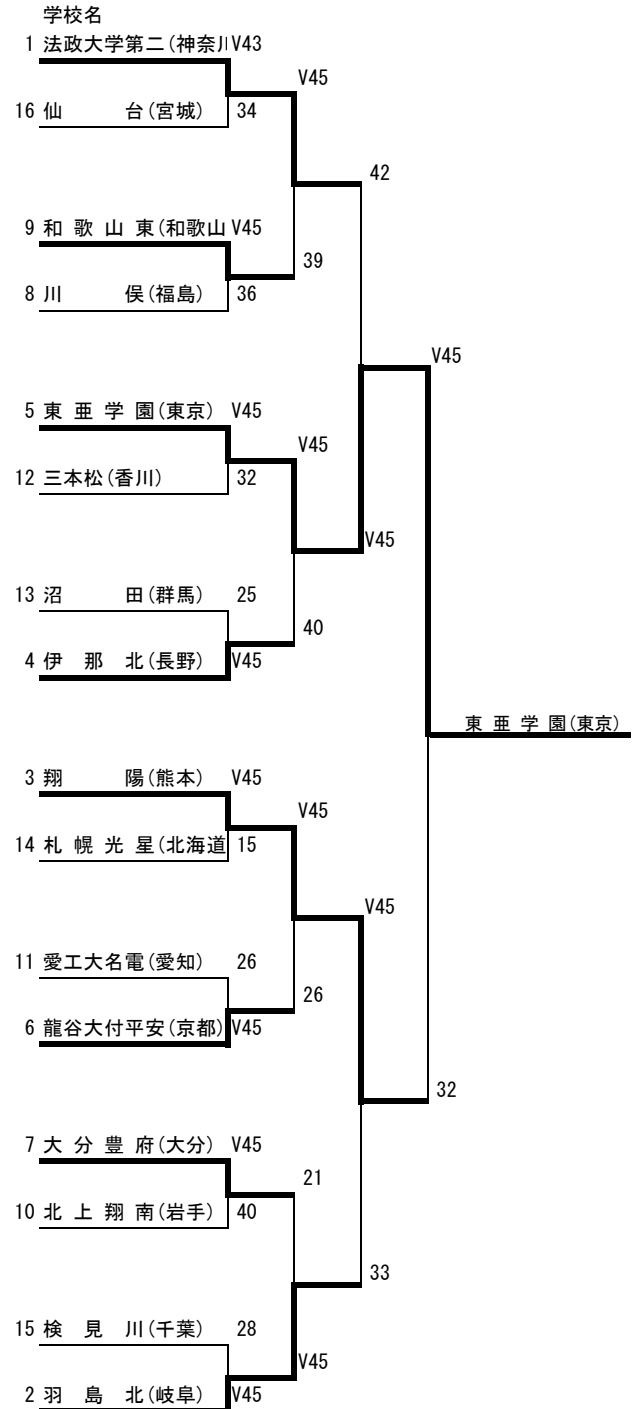 学校名
1 法政大学第二(神奈川 V43
V45
16 仙 台(宮城) 34
42
9 和歌山東(和歌山 V45
39
8 川 俣(福島) 36
V45
5 東亜学園(東京) V45
V45
12 三本松(香川) 32
V45
13 沼 田(群馬) 25
40
4 伊那北(長野) V45
東亜学園(東京)
3 翔 陽(熊本) V45
V45
14 札幌光星(北海道 15
V45
11 愛工大名電(愛知) 26
26
6 龍谷大付平安(京都) V45
32
7 大分豊府(大分) V45
21
10 北上翔南(岩手) 40
33
15 検見川(千葉) 28
V45
2 羽島北(岐阜) V45